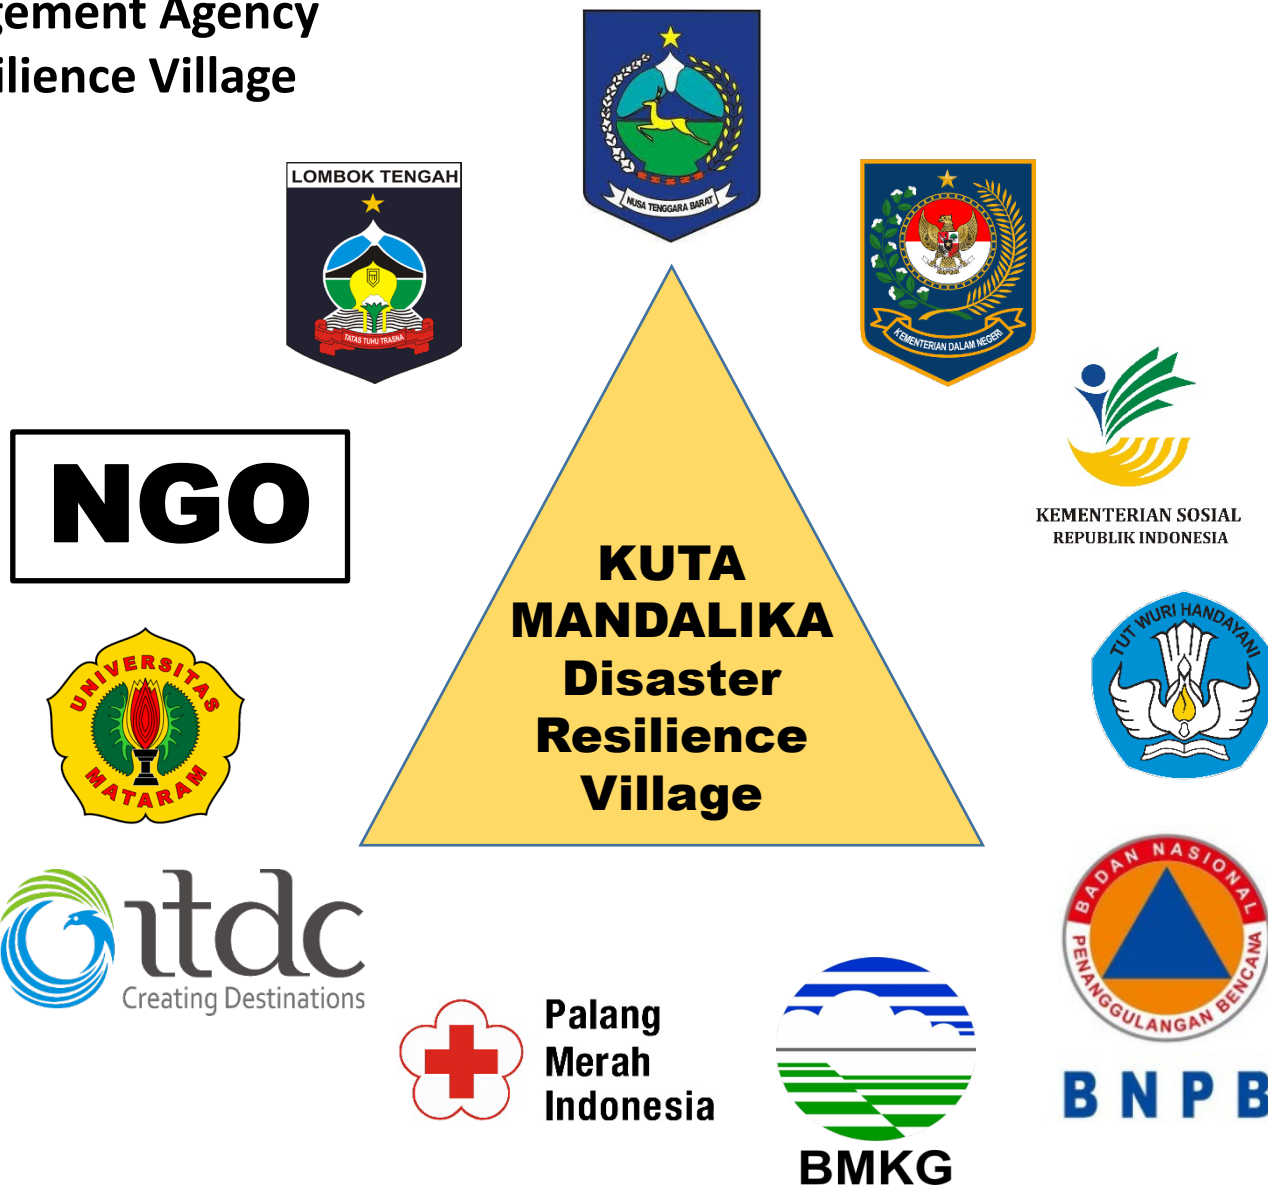 gement Agency
ilience Village
NUSA TENGGARA BARAT
LOMBOK TENGAH
TATAS TUHU TRASNA
KEMENTERIAN DALAM NEGERI
KEMENTERIAN SOSIAL
REPUBLIK INDONESIA
NGO
KUTA
MANDALIKA
Disaster
Resilience
Village
TUT WURI HANDAYANI
UNIVERSITAS
MATARAM
BADAN NASIONAL
PENANGGULANGAN BENCANA
BNPB
itdc
Creating Destinations
Palang
Merah
Indonesia
BMKG